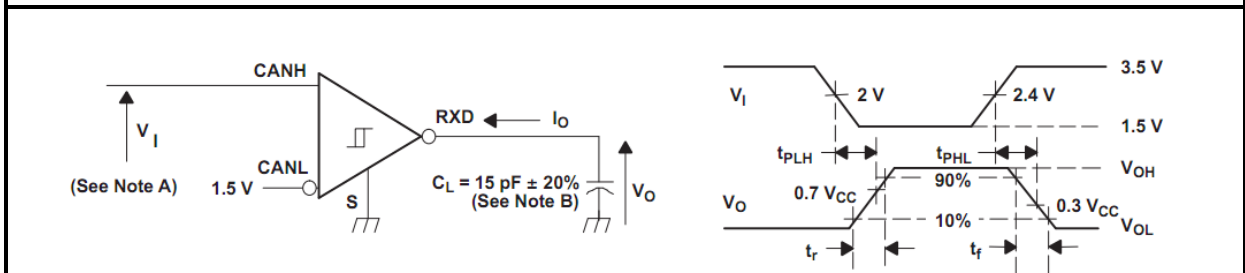 CANH
V_I
(See Note A)
CANL
1.5 V
S
RXD
I_O
C_L = 15 pF ± 20%
(See Note B)
V_O
V_I
2 V
2.4 V
3.5 V
1.5 V
t_PLH
t_PHL
V_OH
90%
0.7 V_CC
V_O
0.3 V_CC
10%
V_OL
t_r
t_f